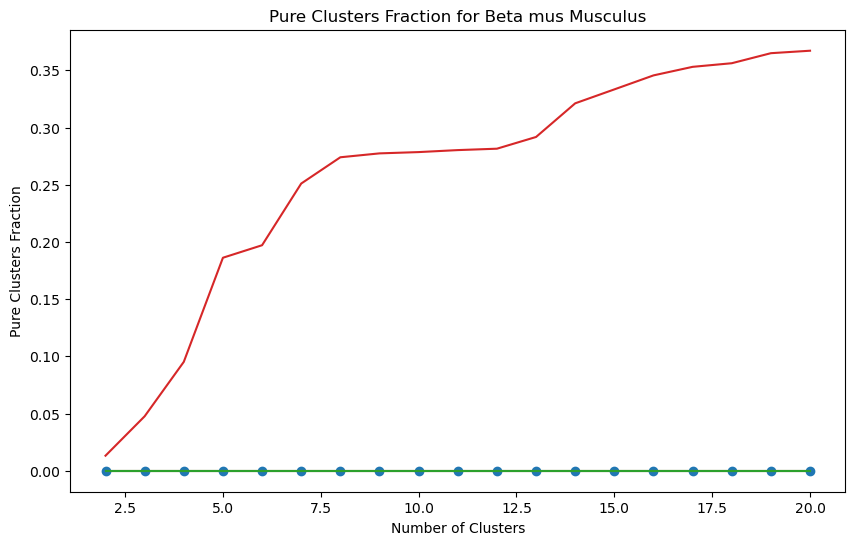 Pure Clusters Fraction for Beta mus Musculus
Pure Clusters Fraction
0.35
0.30
0.25
0.20
0.15
0.10
0.05
0.00
2.5 5.0 7.5 10.0 12.5 15.0 17.5 20.0
Number of Clusters